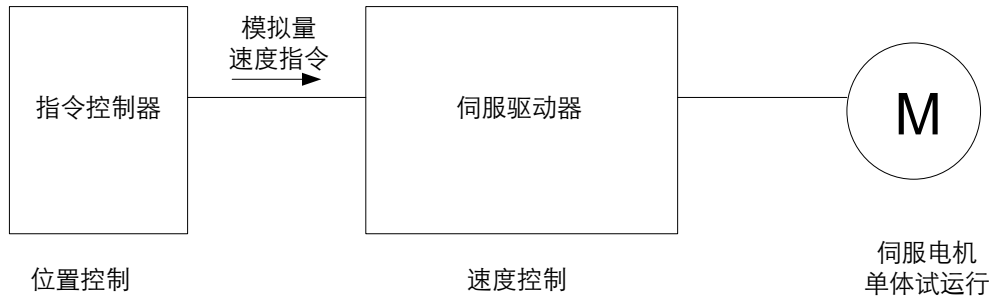 模拟量
速度指令
指令控制器
伺服驱动器
M
位置控制
速度控制
伺服电机
单体试运行